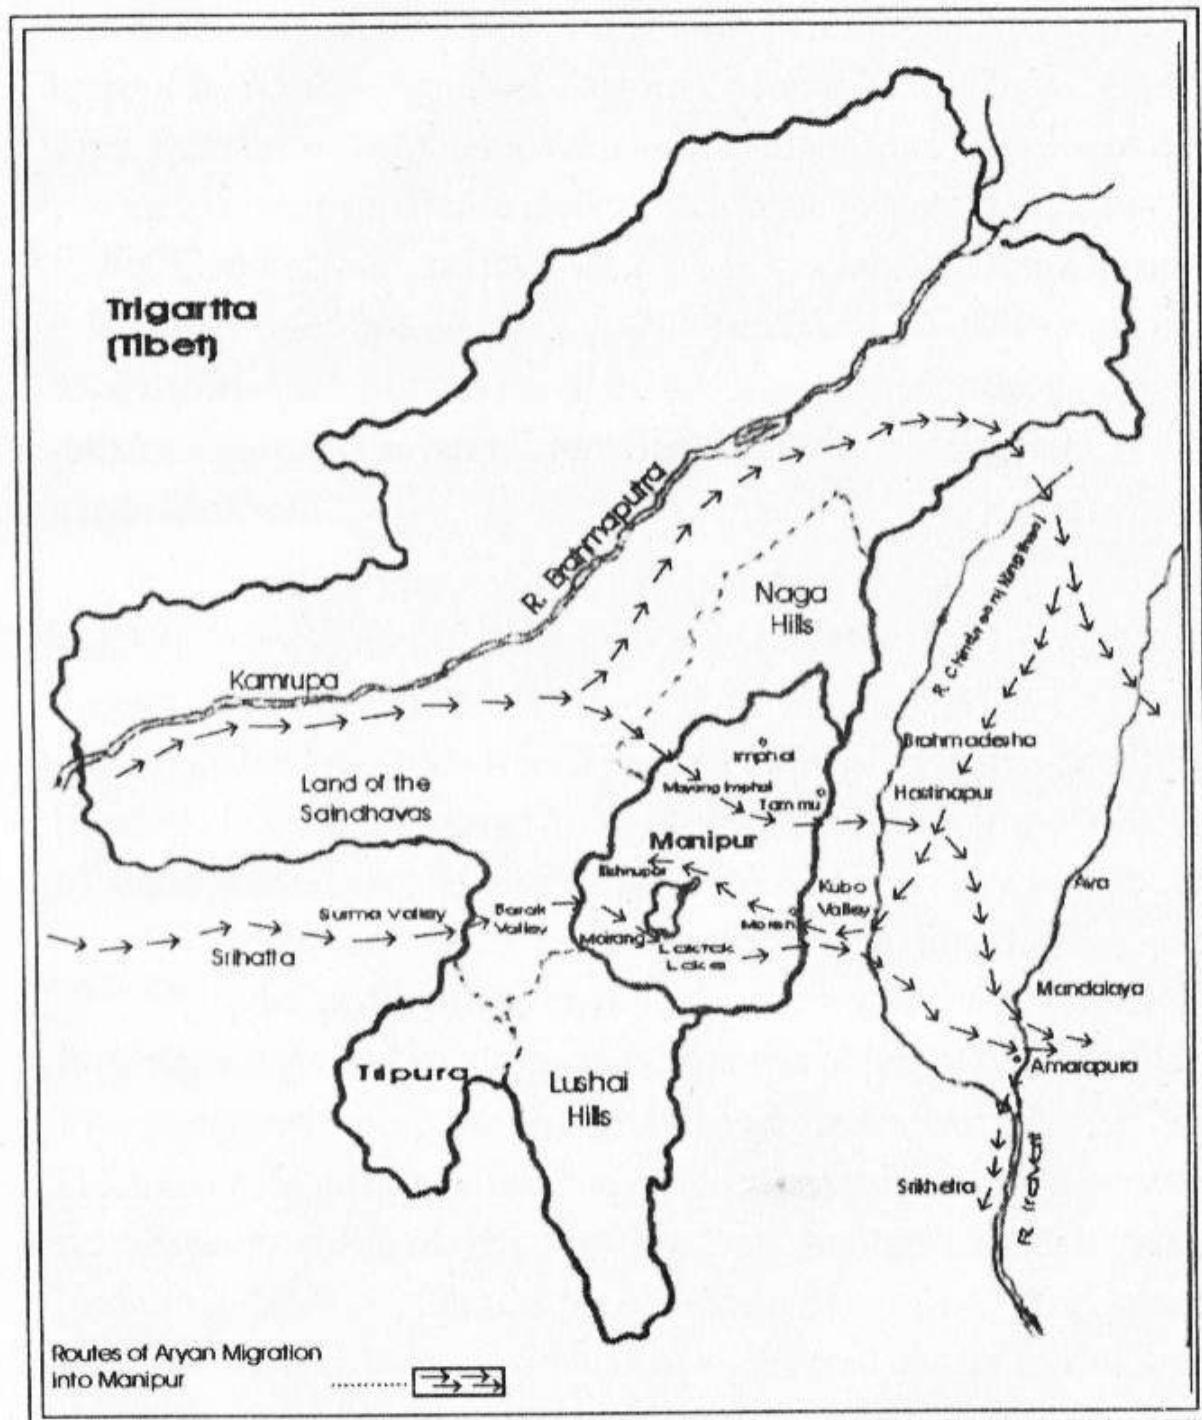 Trigartta
(Tibet)
R. Brahmaputra
Naga
Hills
Kamrupa
Land of the
Saindhavas
Imphal
Mayang Imphal
Tammu
Manipur
Bishnupur
Brahmadesha
Hastinapur
Kubo
Valley
Ava
Surma Valley
Barak
Valley
Srihatta
Moirang
Loktak
Lake
Moreh
Mandalaya
Amarapura
Tripura
Lushai
Hills
Srikhetra
R. Iravati
Routes of Aryan Migration
into Manipur